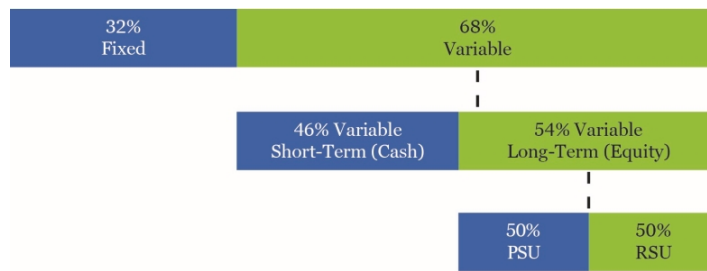 32%
Fixed
68%
Variable
46% Variable
Short-Term (Cash)
54% Variable
Long-Term (Equity)
50%
PSU
50%
RSU